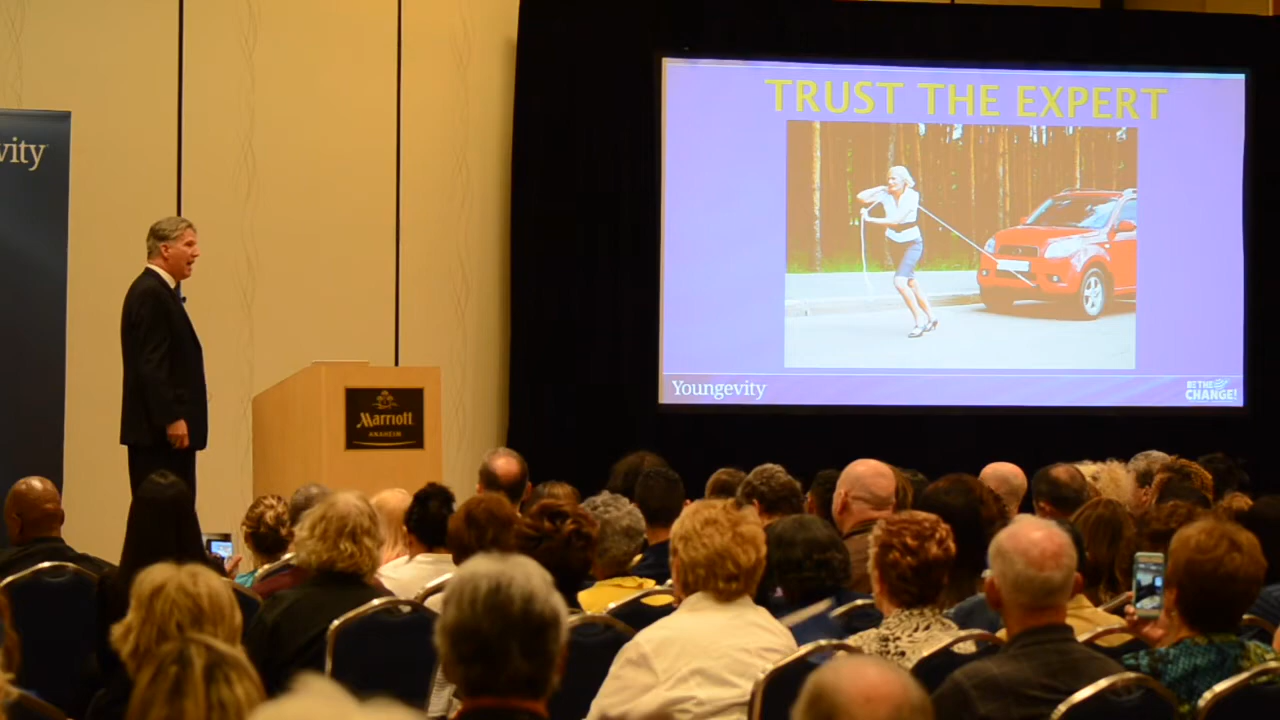 vity
TRUST THE EXPERT
Marriott
ANAHEIM
Youngevity
BE THE
CHANGE!